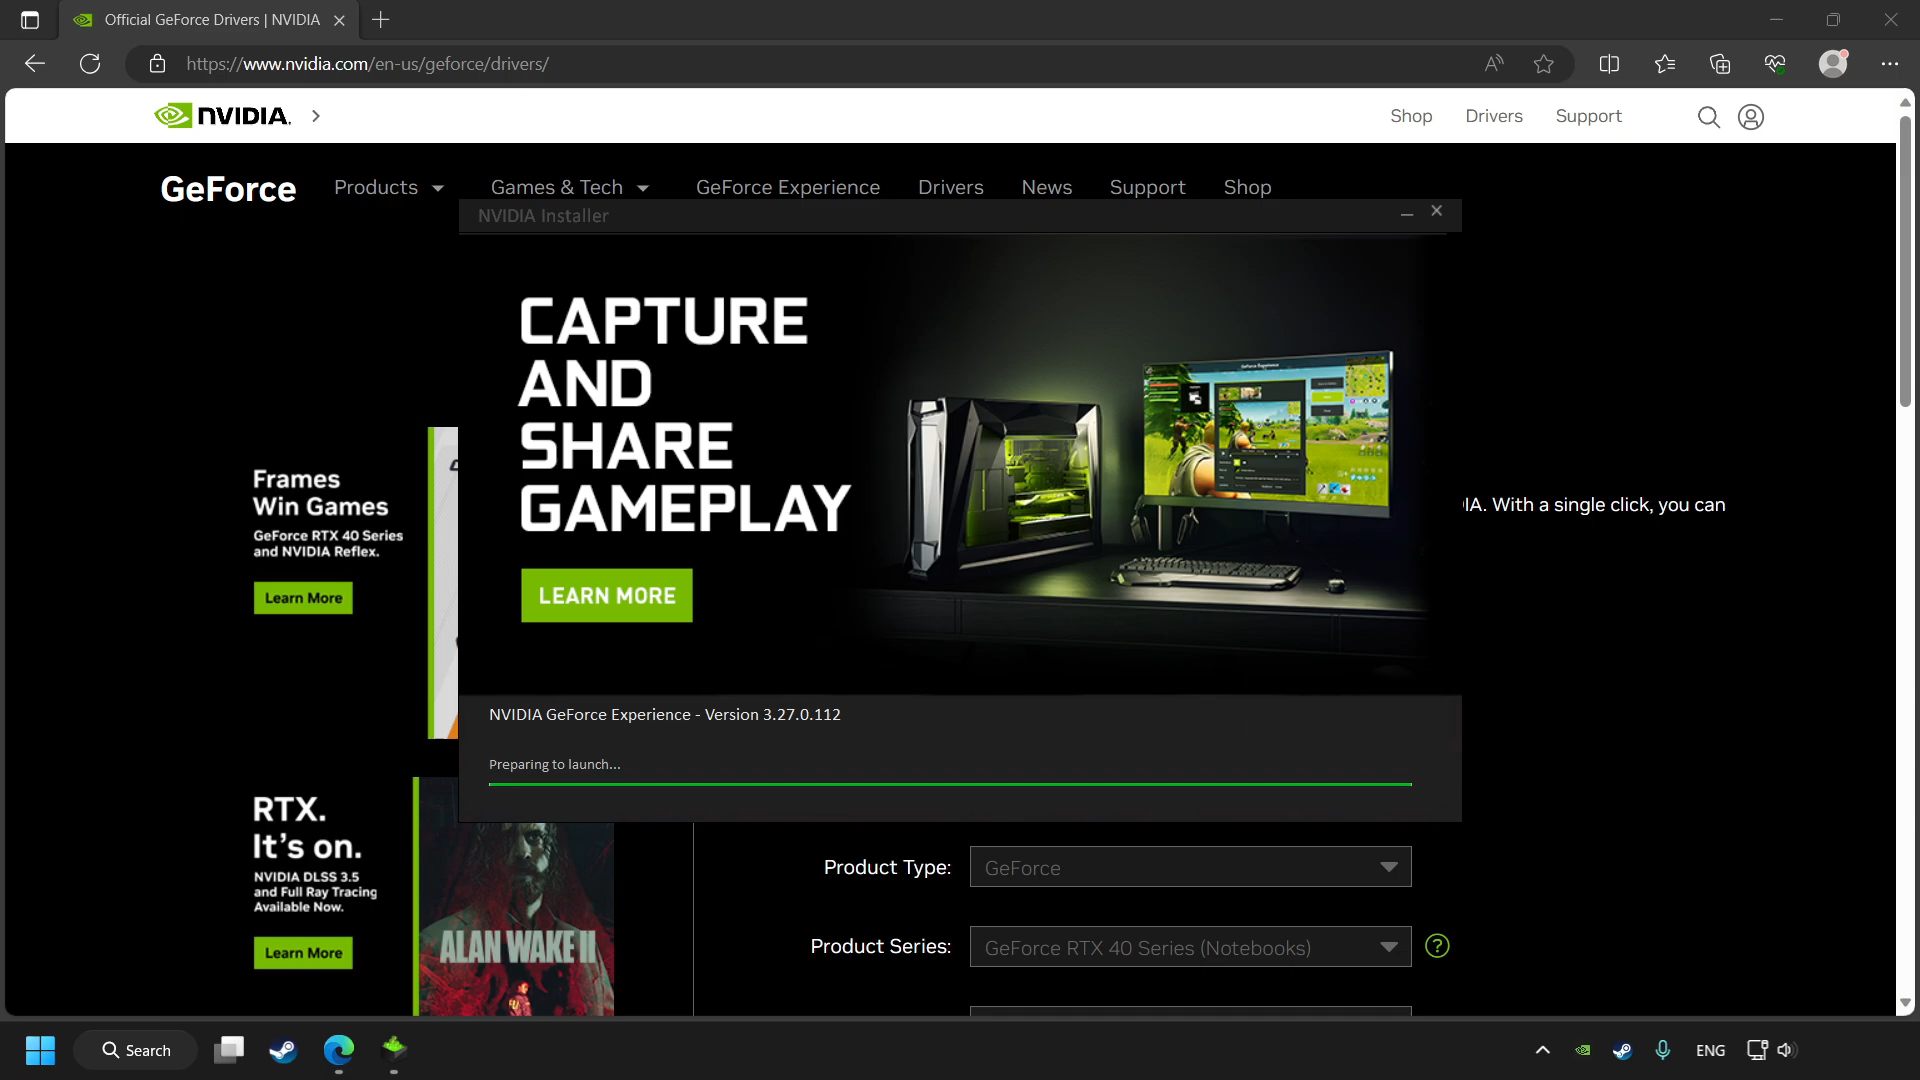 Official GeForce Drivers | NVIDIA
https://www.nvidia.com/en-us/geforce/drivers/
NVIDIA.
Shop
Drivers
Support
GeForce
Products
Games & Tech
GeForce Experience
Drivers
News
Support
Shop
NVIDIA Installer
CAPTURE
AND
SHARE
GAMEPLAY
LEARN MORE
Frames
Win Games
GeForce RTX 40 Series
and NVIDIA Reflex.
Learn More
IA. With a single click, you can
NVIDIA GeForce Experience - Version 3.27.0.112
Preparing to launch...
RTX.
It's on.
NVIDIA DLSS 3.5
and Full Ray Tracing
Available Now.
Learn More
ALAN WAKE II
Product Type:
GeForce
Product Series:
GeForce RTX 40 Series (Notebooks)
?
Search
ENG